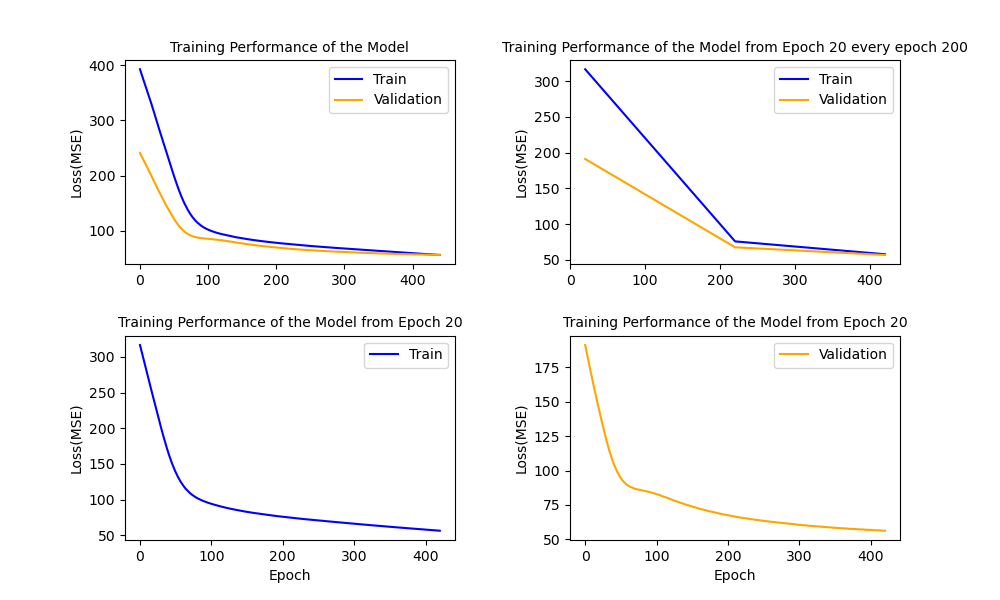 Training Performance of the Model
400
300
200
100
Loss(MSE)
0 100 200 300 400
Train
Validation
Training Performance of the Model from Epoch 20 every epoch 200
300
250
200
150
100
50
Loss(MSE)
0 100 200 300 400
Train
Validation
Training Performance of the Model from Epoch 20
300
250
200
150
100
50
Loss(MSE)
0 100 200 300 400
Epoch
Train
Training Performance of the Model from Epoch 20
175
150
125
100
75
50
Loss(MSE)
0 100 200 300 400
Epoch
Validation